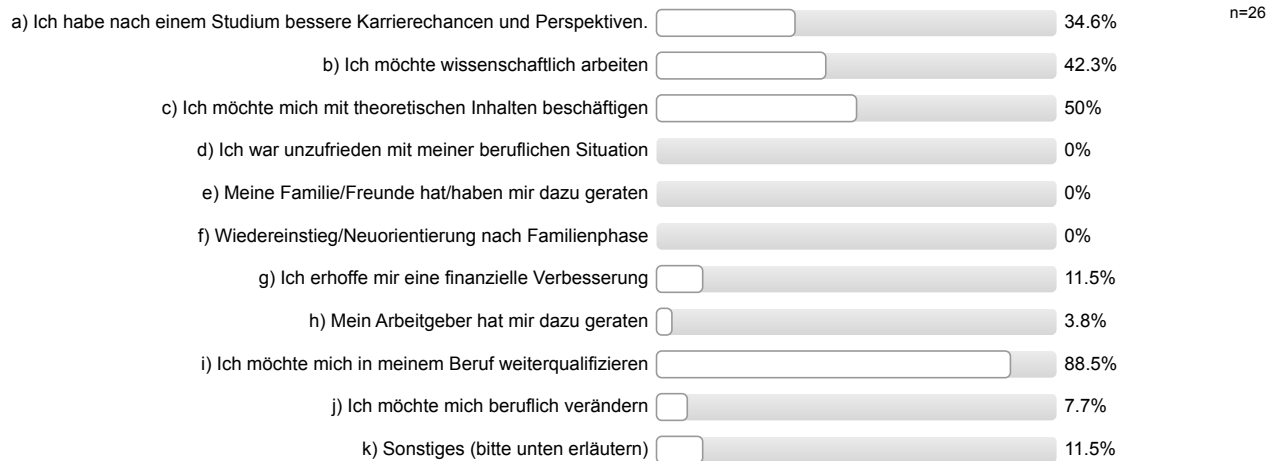 a) Ich habe nach einem Studium bessere Karrierechancen und Perspektiven. 34.6% n=26
b) Ich möchte wissenschaftlich arbeiten 42.3%
c) Ich möchte mich mit theoretischen Inhalten beschäftigen 50%
d) Ich war unzufrieden mit meiner beruflichen Situation 0%
e) Meine Familie/Freunde hat/haben mir dazu geraten 0%
f) Wiedereinstieg/Neuorientierung nach Familienphase 0%
g) Ich erhoffe mir eine finanzielle Verbesserung 11.5%
h) Mein Arbeitgeber hat mir dazu geraten 3.8%
i) Ich möchte mich in meinem Beruf weiterqualifizieren 88.5%
j) Ich möchte mich beruflich verändern 7.7%
k) Sonstiges (bitte unten erläutern) 11.5%